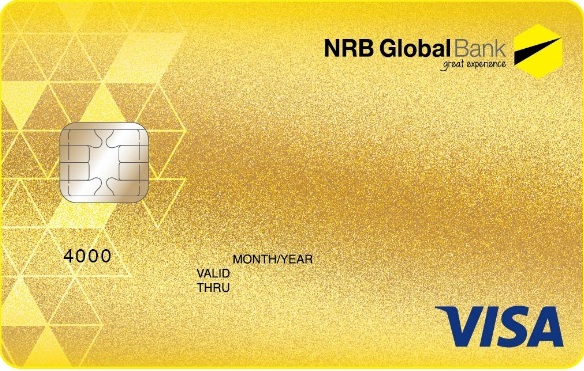 NRB Global Bank
great experience
4000
MONTH/YEAR
VALID
THRU
VISA